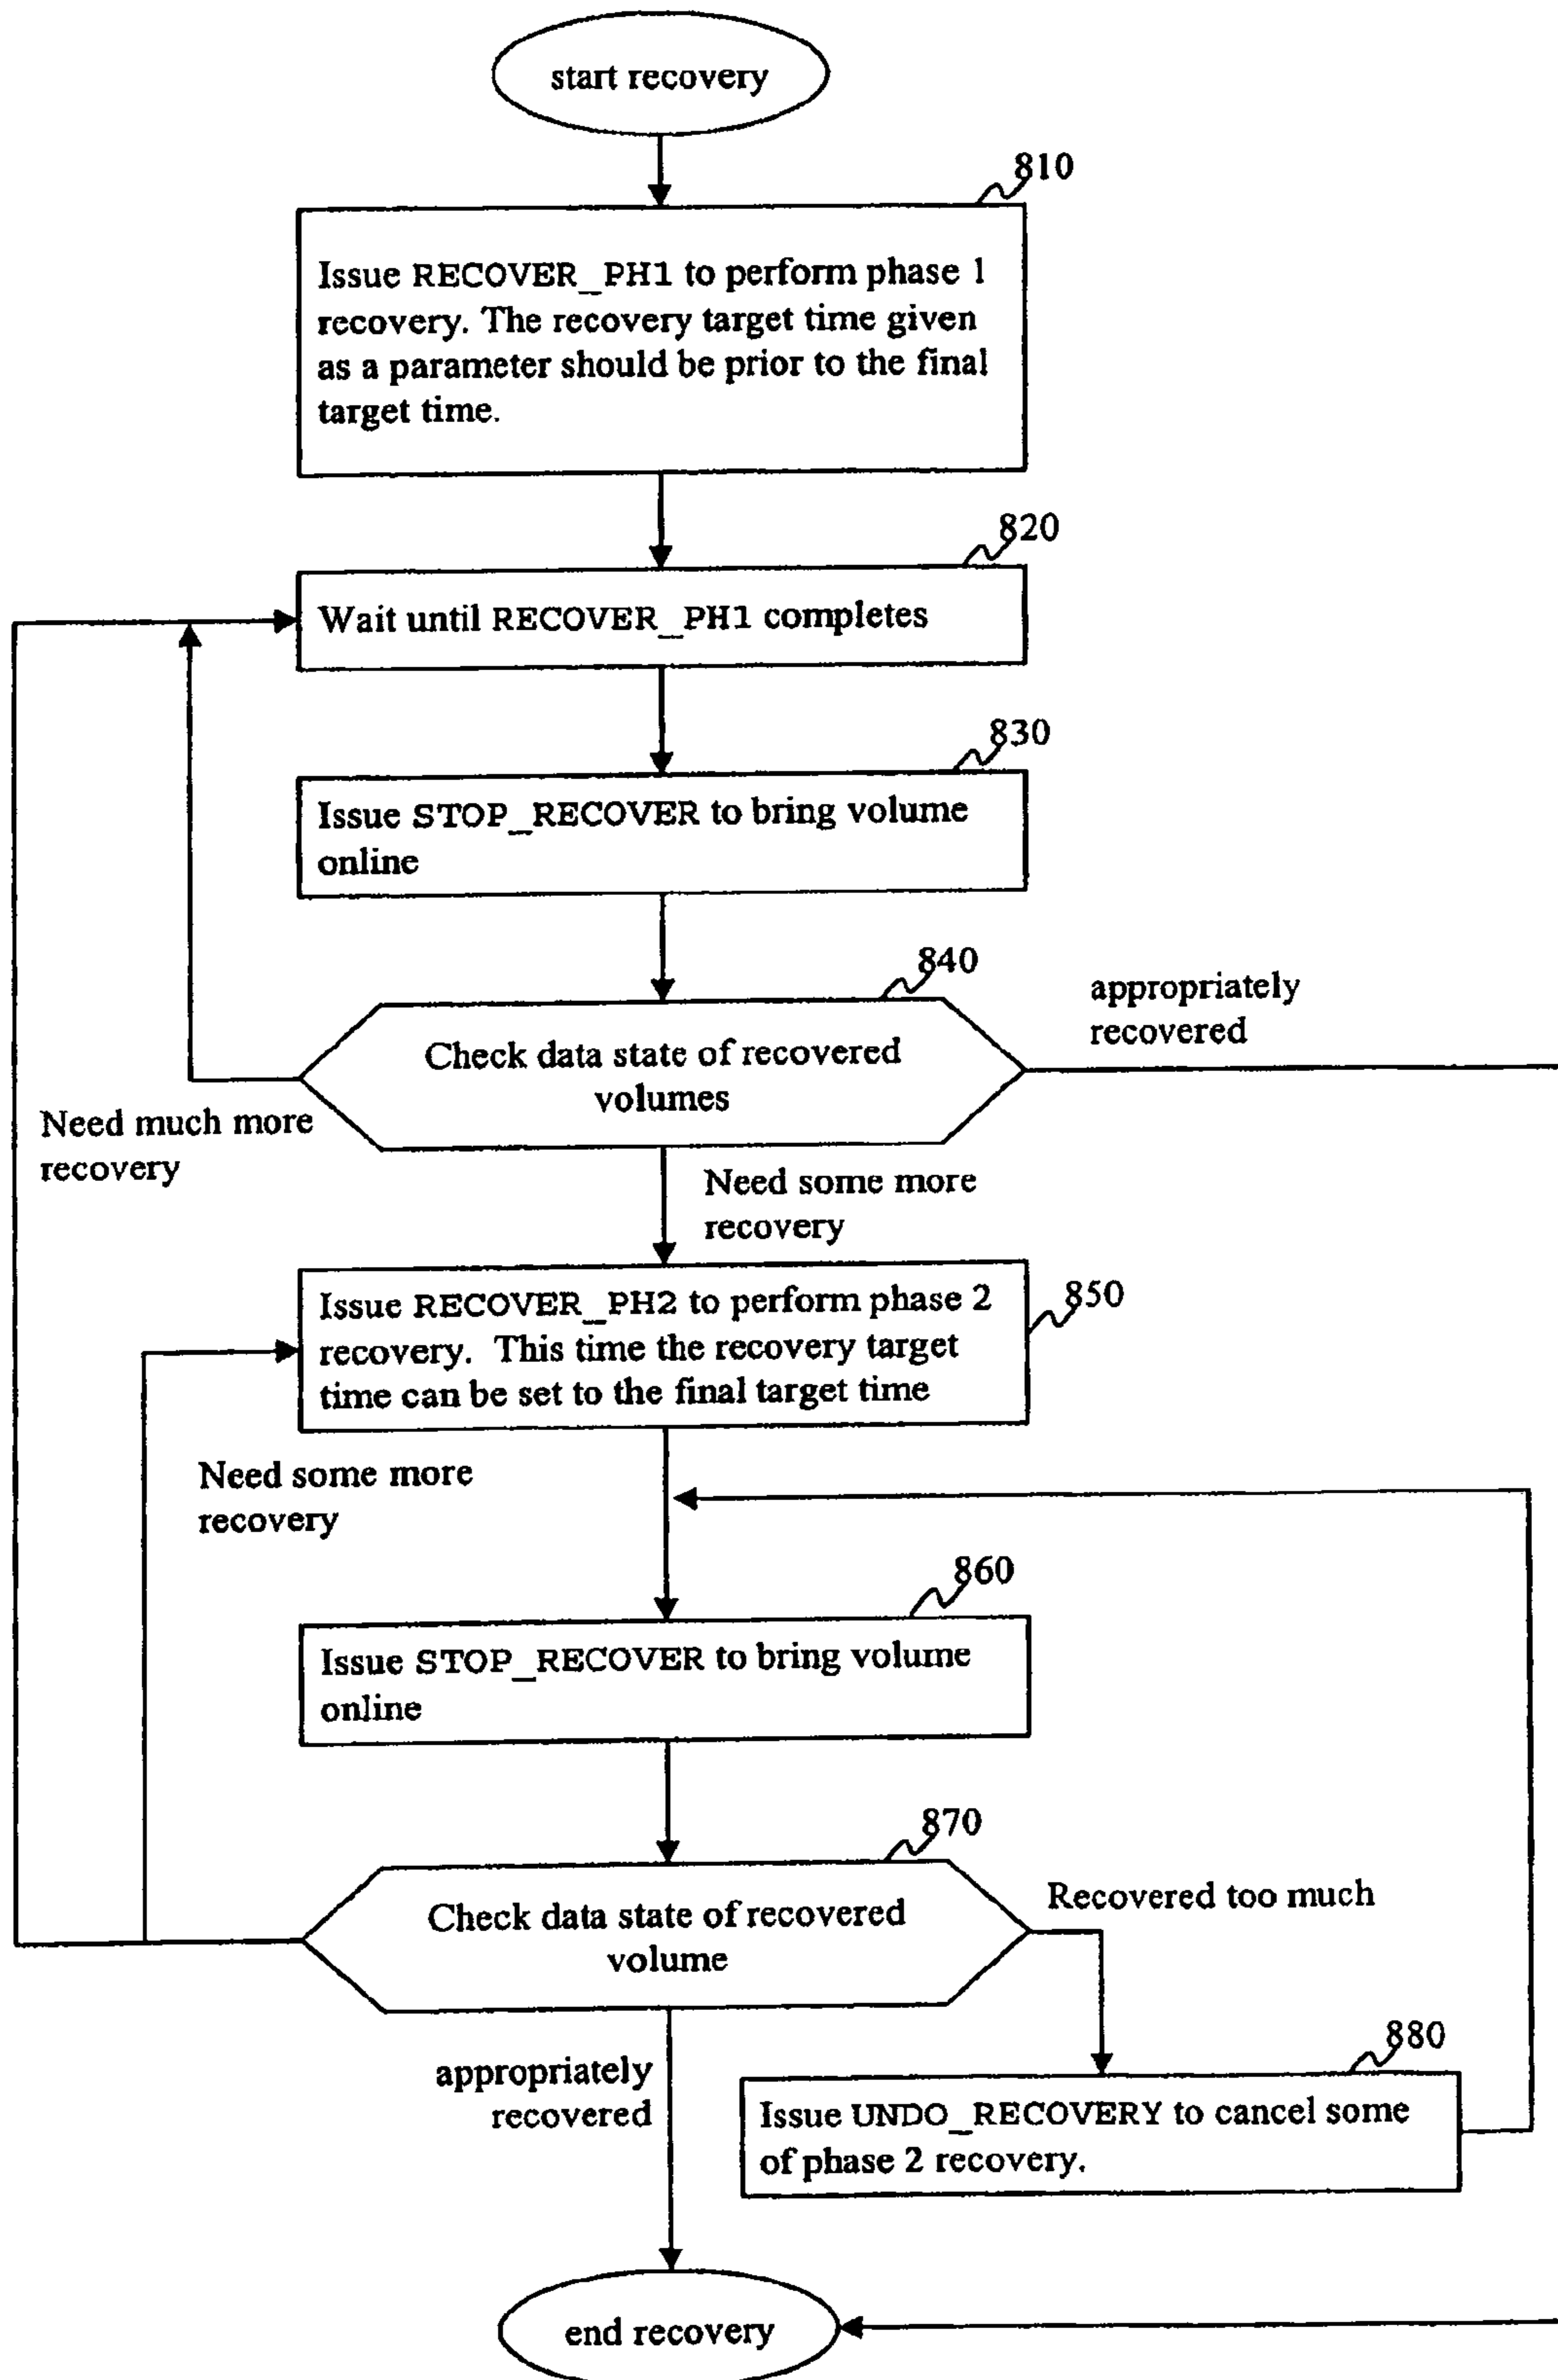 start recovery
810
Issue RECOVER_PH1 to perform phase 1
recovery. The recovery target time given
as a parameter should be prior to the final
target time.
820
Wait until RECOVER_PH1 completes
830
Issue STOP_RECOVER to bring volume
online
840
appropriately
recovered
Check data state of recovered
volumes
Need much more
recovery
Need some more
recovery
850
Issue RECOVER_PH2 to perform phase 2
recovery. This time the recovery target
time can be set to the final target time
Need some more
recovery
860
Issue STOP_RECOVER to bring volume
online
870
Recovered too much
Check data state of recovered
volume
880
appropriately
recovered
Issue UNDO_RECOVERY to cancel some
of phase 2 recovery.
end recovery